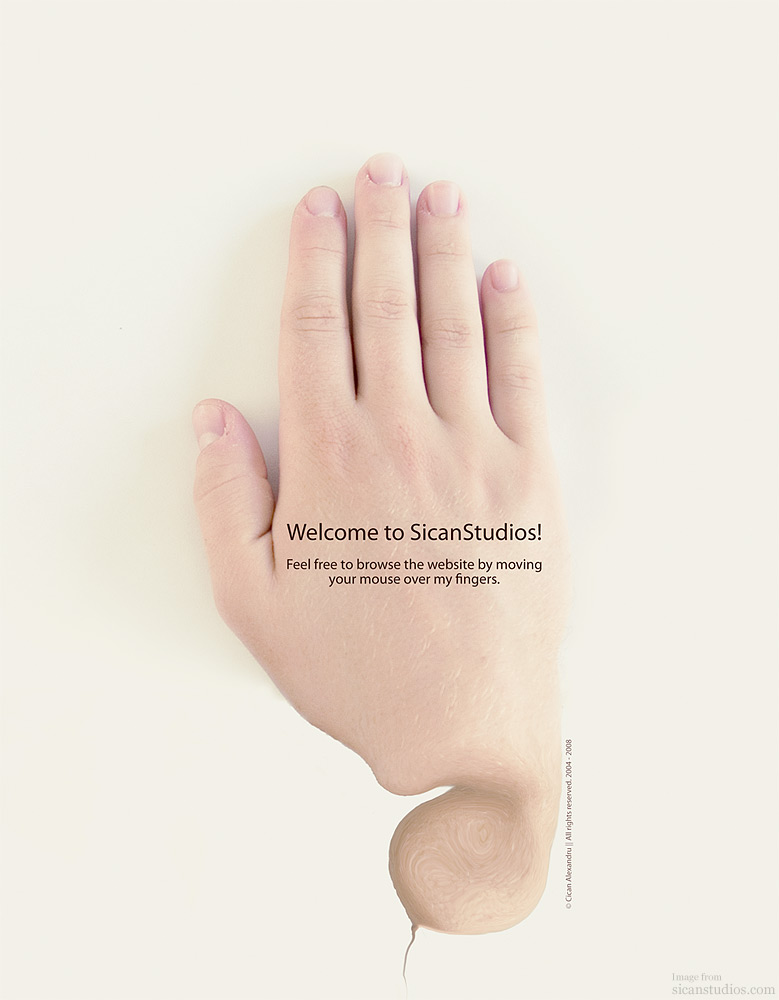 Welcome to SicanStudios!
Feel free to browse the website by moving
your mouse over my fingers.
© Cican Alexandru || All rights reserved. 2004 - 2008
Image from
sicanstudios.com